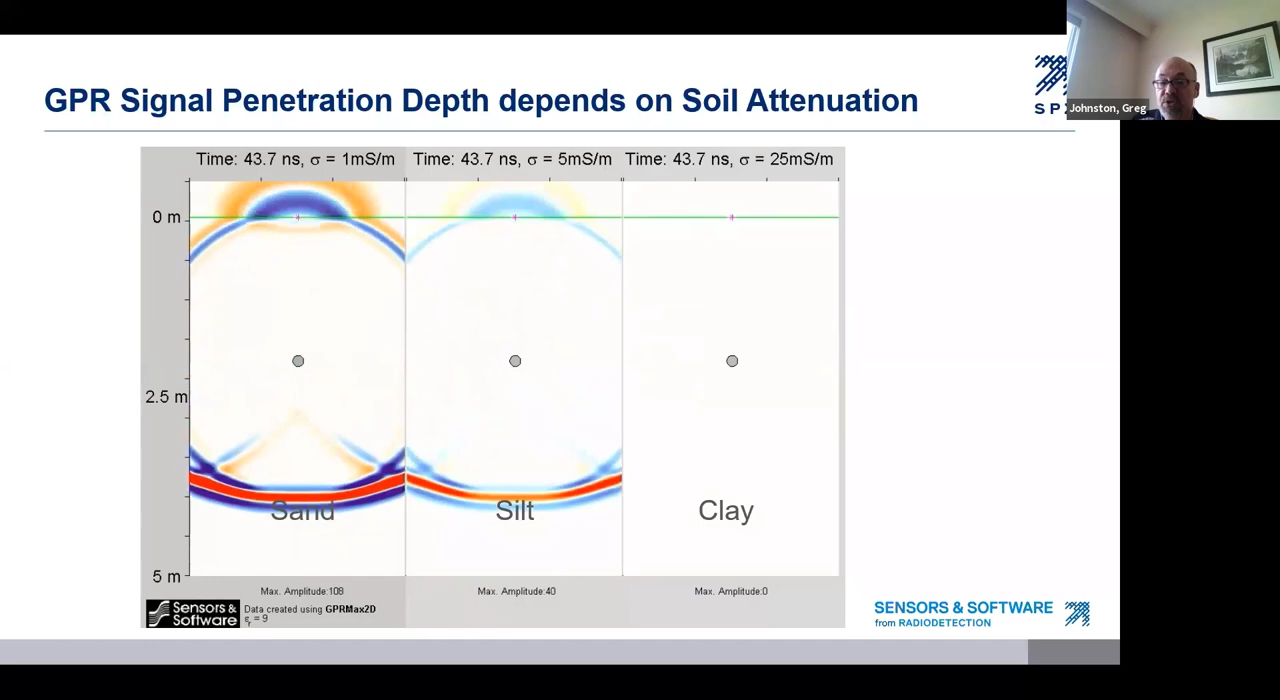 GPR Signal Penetration Depth depends on Soil Attenuation
Johnston, Greg
Time: 43.7 ns, σ = 1mS/m Time: 43.7 ns, σ = 5mS/m Time: 43.7 ns, σ = 25mS/m
0 m
2.5 m
5 m
Sand Silt Clay
Max. Amplitude:108 Max. Amplitude:40 Max. Amplitude:0
Sensors &
Software
Data created using GPRMax2D
εr = 9
SENSORS & SOFTWARE
from RADIODETECTION